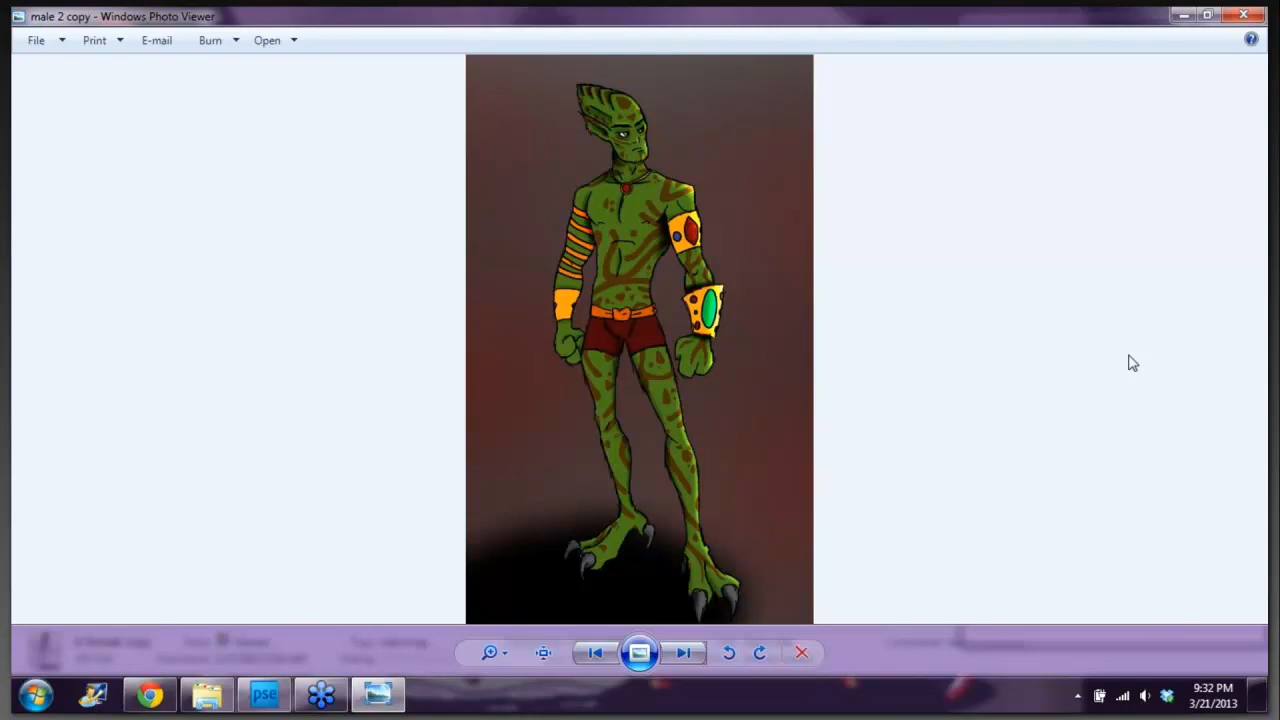 male 2 copy - Windows Photo Viewer
File Print E-mail Burn Open
pse
9:32 PM
3/21/2013